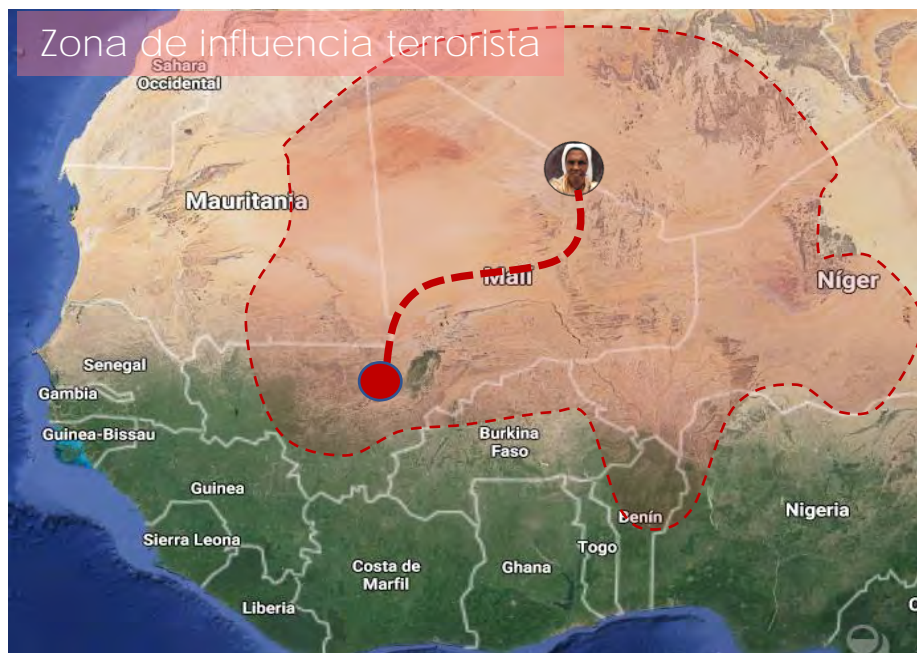 Zona de influencia terrorista
Sahara
Occidental
Mauritania
Mali
Níger
Senegal
Gambia
Guinea-Bissau
Burkina
Faso
Guinea
Nigeria
Benín
Sierra Leona
Togo
Costa de
Marfil
Ghana
Liberia